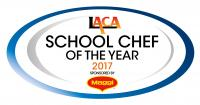 LACA
SCHOOL CHEF
OF THE YEAR
2017
SPONSORED BY
Maggi